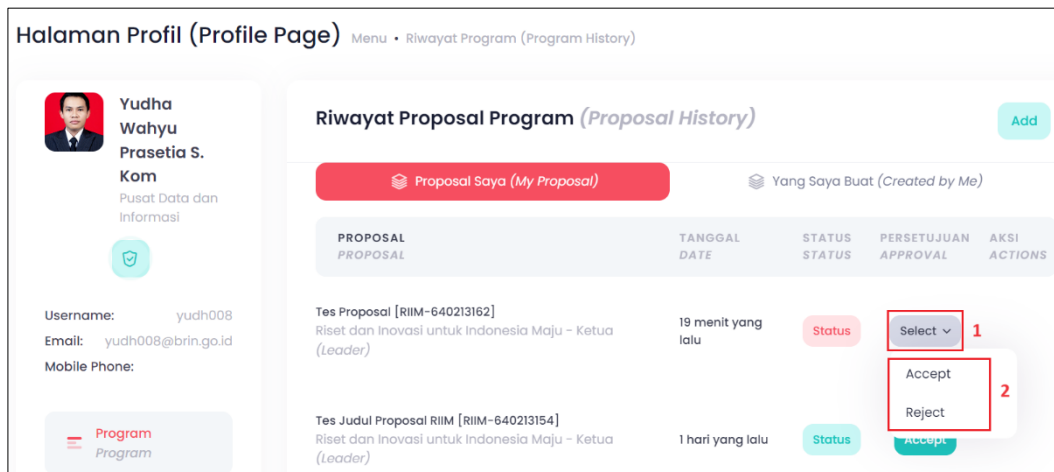 Halaman Profil (Profile Page) Menu • Riwayat Program (Program History)
Yudha
Wahyu
Prasetia S.
Kom
Pusat Data dan
Informasi
Username: yudh008
Email: yudh008@brin.go.id
Mobile Phone:
Program
Program
Riwayat Proposal Program (Proposal History)
Add
Proposal Saya (My Proposal)
Yang Saya Buat (Created by Me)
PROPOSAL TANGGAL STATUS PERSETUJUAN AKSI
PROPOSAL DATE STATUS APPROVAL ACTIONS
Tes Proposal [RIIM-640213162]
Riset dan Inovasi untuk Indonesia Maju - Ketua
(Leader)
19 menit yang
lalu
Status
Select
1
Accept
Reject
2
Tes Judul Proposal RIIM [RIIM-640213154]
Riset dan Inovasi untuk Indonesia Maju - Ketua
(Leader)
1 hari yang lalu
Status
Accept